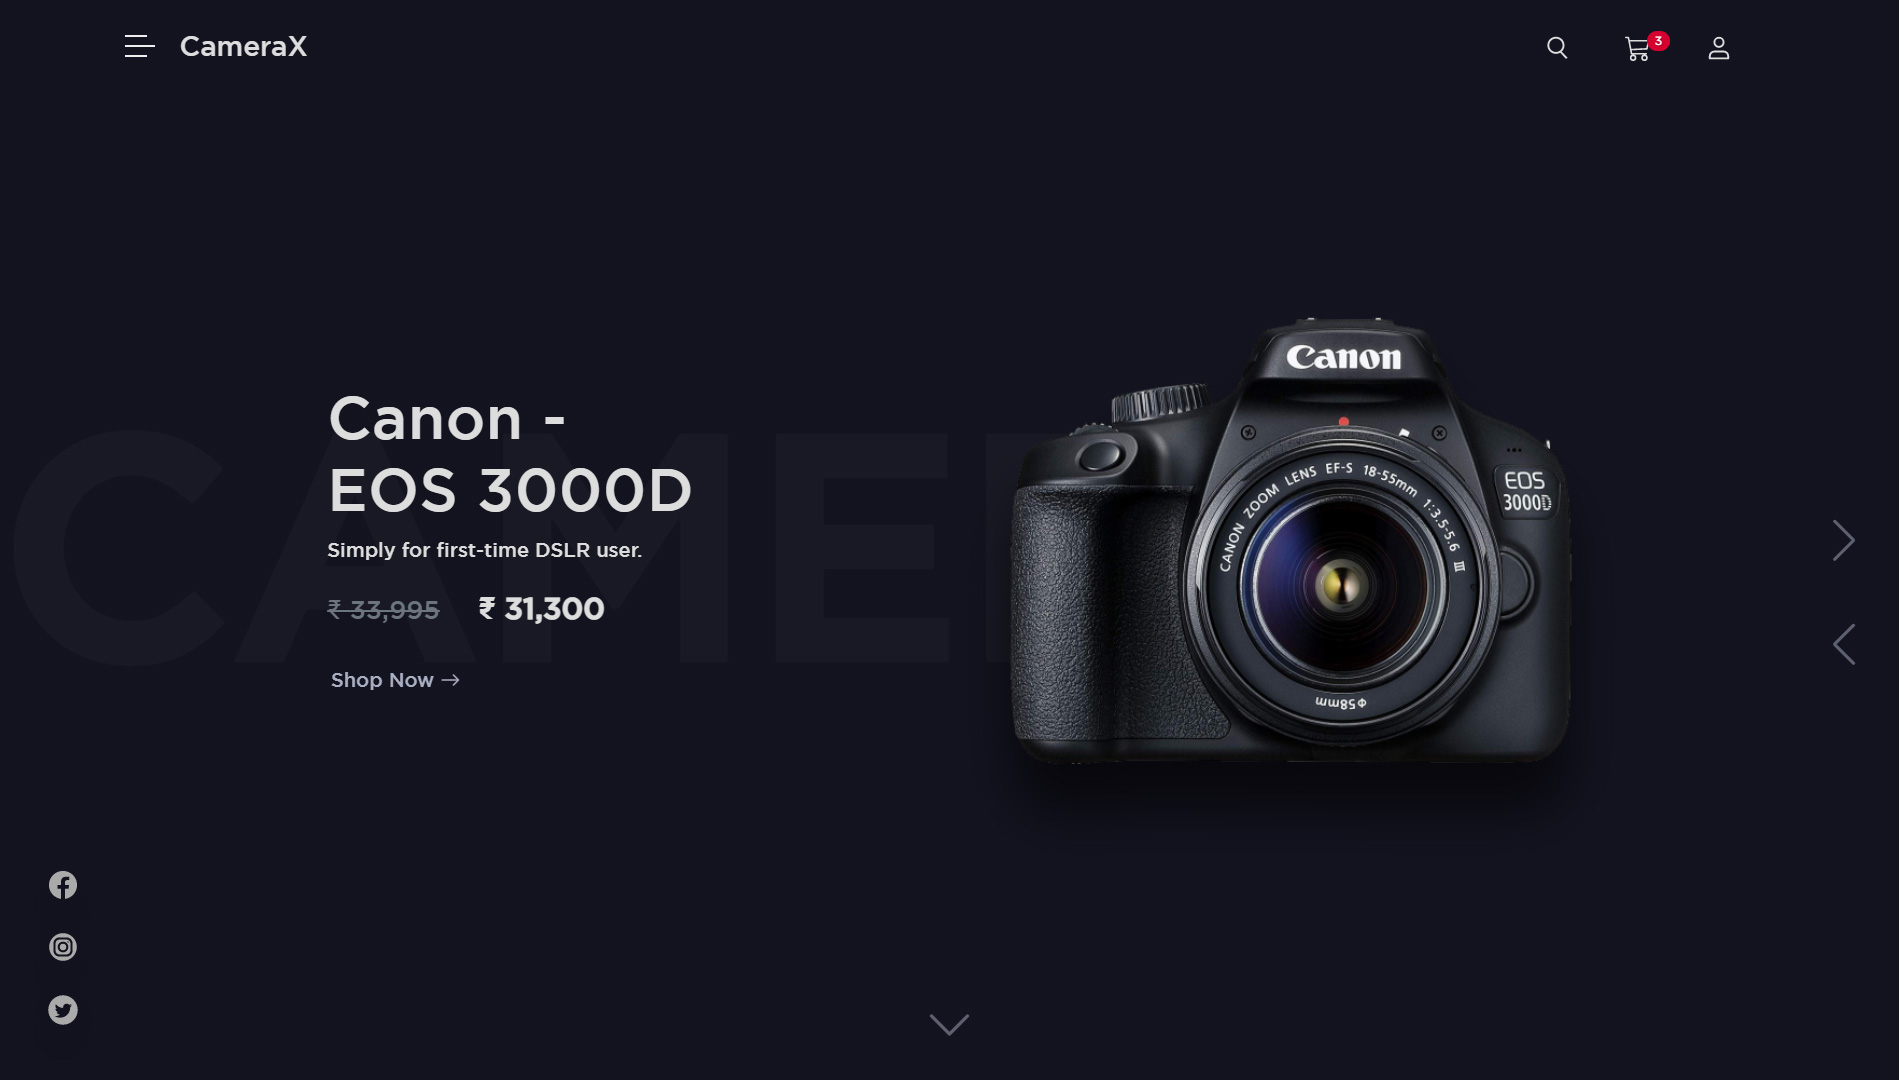 CameraX
3
Canon -
EOS 3000D
Simply for first-time DSLR user.
₹ 33,995 ₹ 31,300
Shop Now →
CAME
Canon
EOS
3000D
CANON ZOOM LENS EF-S 18-55mm 1:3.5-5.6 III
φ58mm